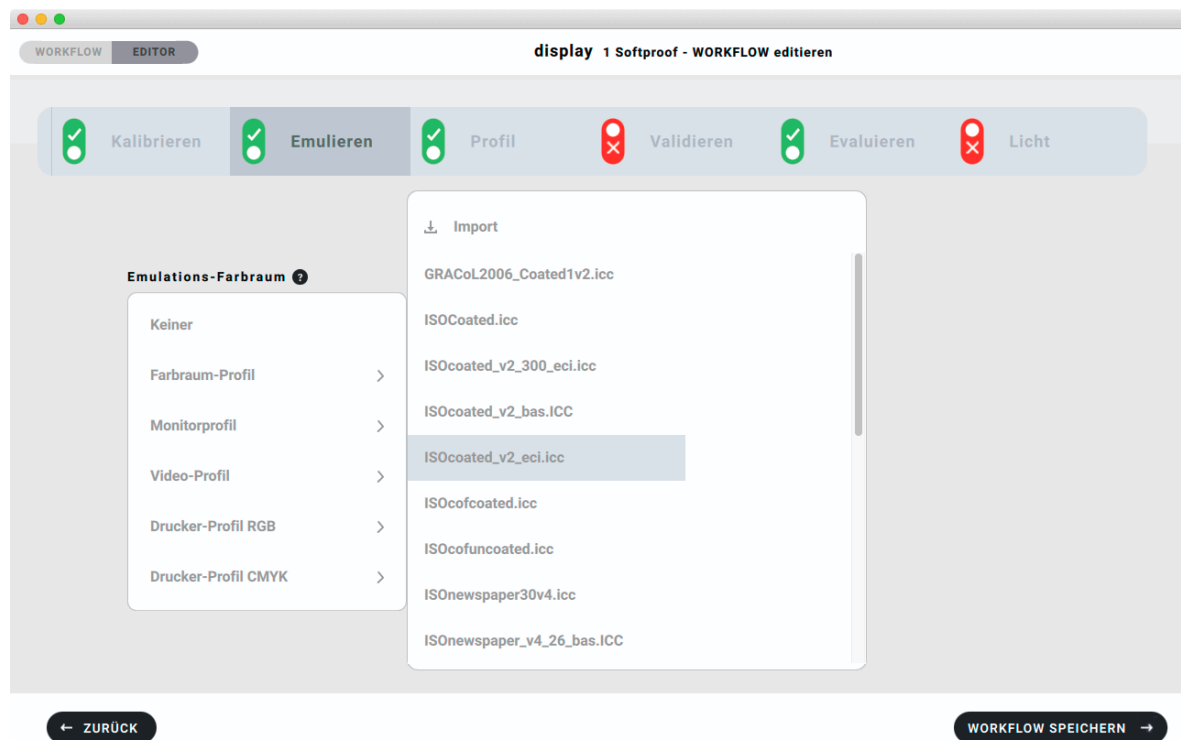 WORKFLOW EDITOR
display 1 Softproof - WORKFLOW editieren
Kalibrieren Emulieren Profil Validieren Evaluieren Licht
Import
Emulations-Farbraum ?
Keiner
Farbraum-Profil
Monitorprofil
Video-Profil
Drucker-Profil RGB
Drucker-Profil CMYK
GRACoL2006_Coated1v2.icc
ISOCoated.icc
ISOcoated_v2_300_eci.icc
ISOcoated_v2_bas.ICC
ISOcoated_v2_eci.icc
ISOcofcoated.icc
ISOcofuncoated.icc
ISOnewspaper30v4.icc
ISOnewspaper_v4_26_bas.ICC
← ZURÜCK
WORKFLOW SPEICHERN →